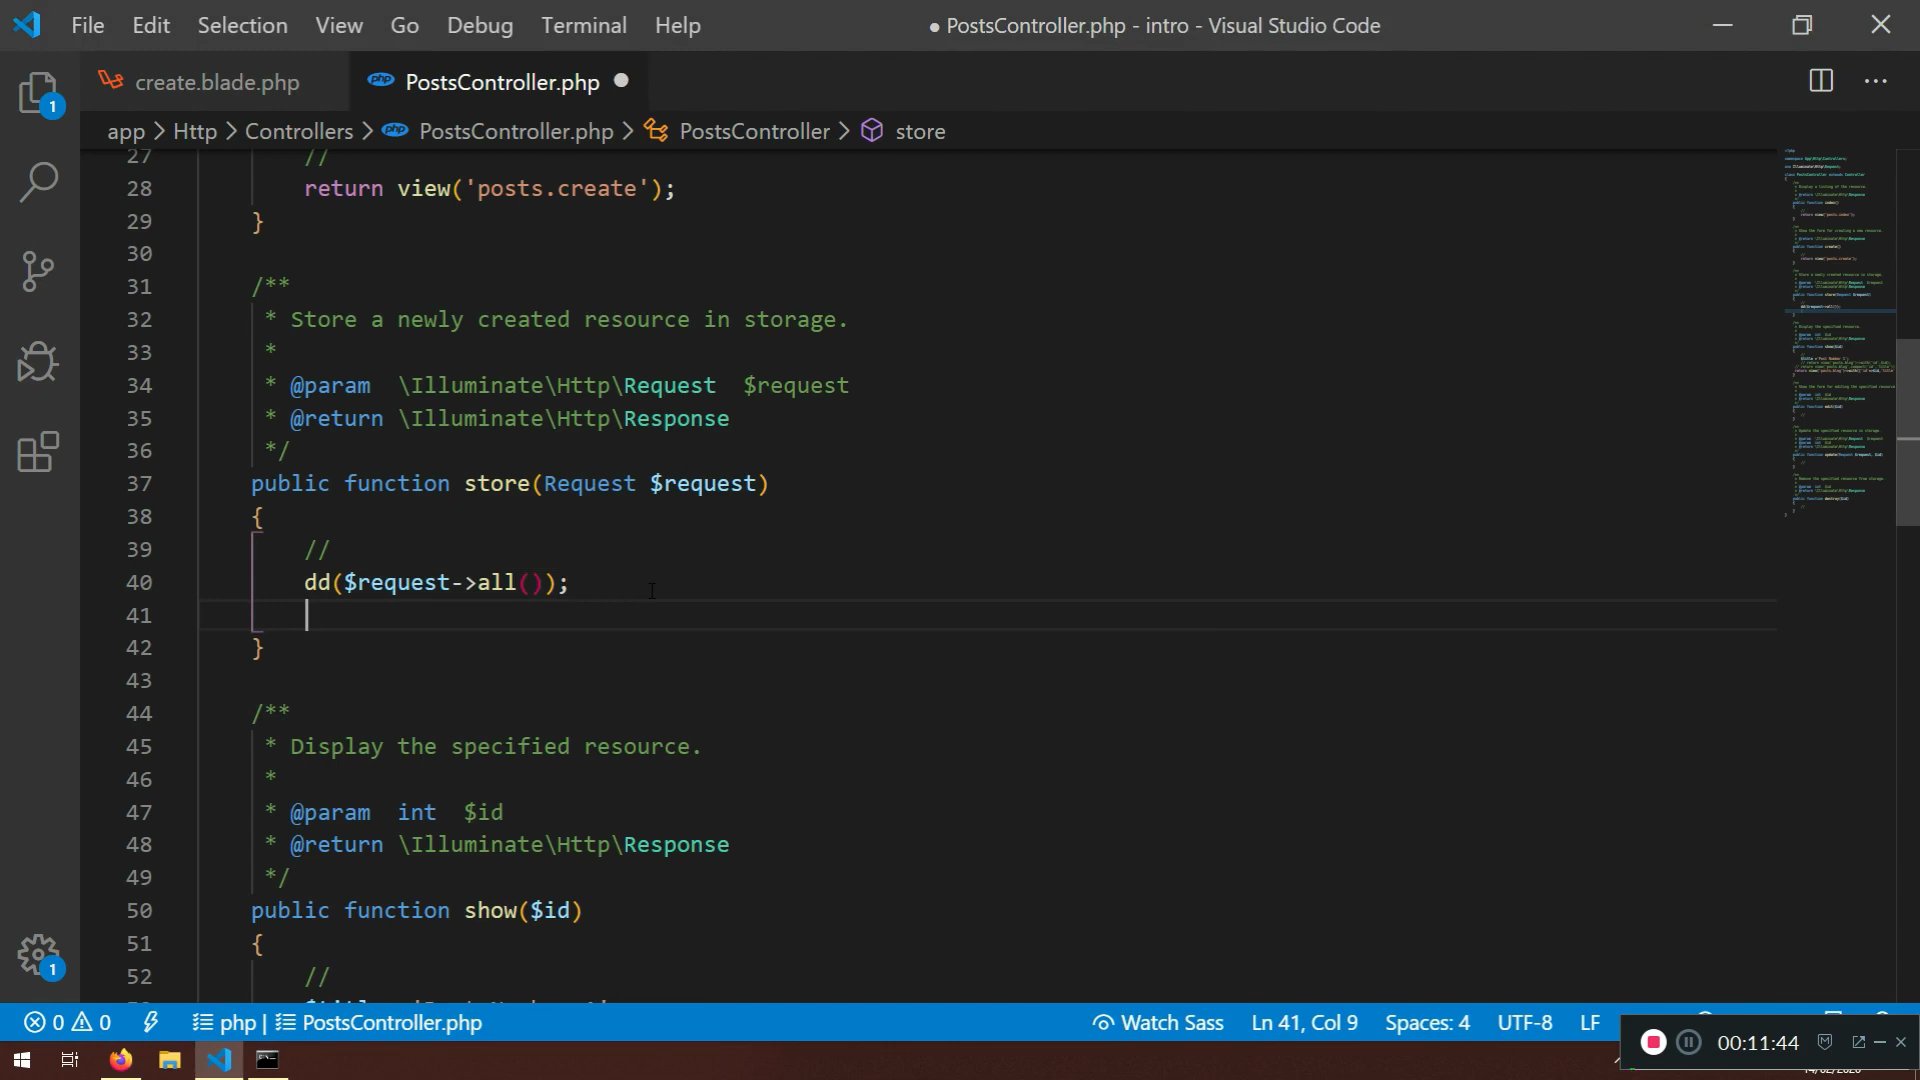 File Edit Selection View Go Debug Terminal Help ● PostsController.php - intro - Visual Studio Code
create.blade.php PostsController.php
app > Http > Controllers > PostsController.php > PostsController > store
27 //
28 return view('posts.create');
29 }
30
31 /**
32 * Store a newly created resource in storage.
33 *
34 * @param  \Illuminate\Http\Request  $request
35 * @return \Illuminate\Http\Response
36 */
37 public function store(Request $request)
38 {
39 //
40 dd($request->all());
41
42 }
43
44 /**
45 * Display the specified resource.
46 *
47 * @param  int  $id
48 * @return \Illuminate\Http\Response
49 */
50 public function show($id)
51 {
52 //
1
1
0 0 php | PostsController.php Watch Sass Ln 41, Col 9 Spaces: 4 UTF-8 LF
00:11:44